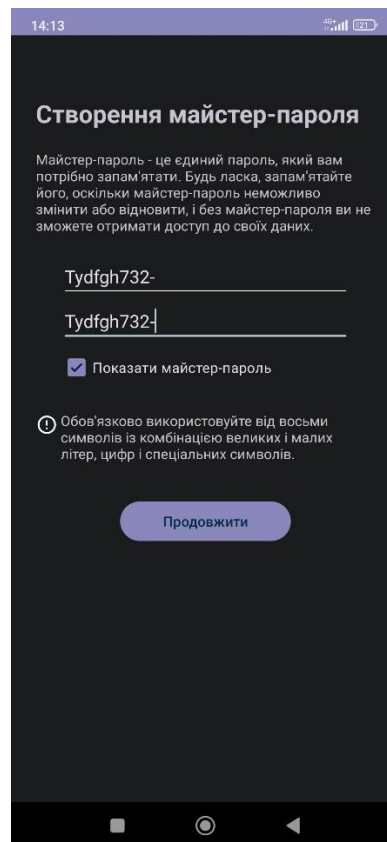 14:13
4G+
21
Створення майстер-пароля
Майстер-пароль - це єдиний пароль, який вам
потрібно запам'ятати. Будь ласка, запам'ятайте
його, оскільки майстер-пароль неможливо
змінити або відновити, і без майстер-пароля ви не
зможете отримати доступ до своїх даних.
Tydfgh732-
Tydfgh732-
Показати майстер-пароль
Обов'язково використовуйте від восьми
символів із комбінацією великих і малих
літер, цифр і спеціальних символів.
Продовжити